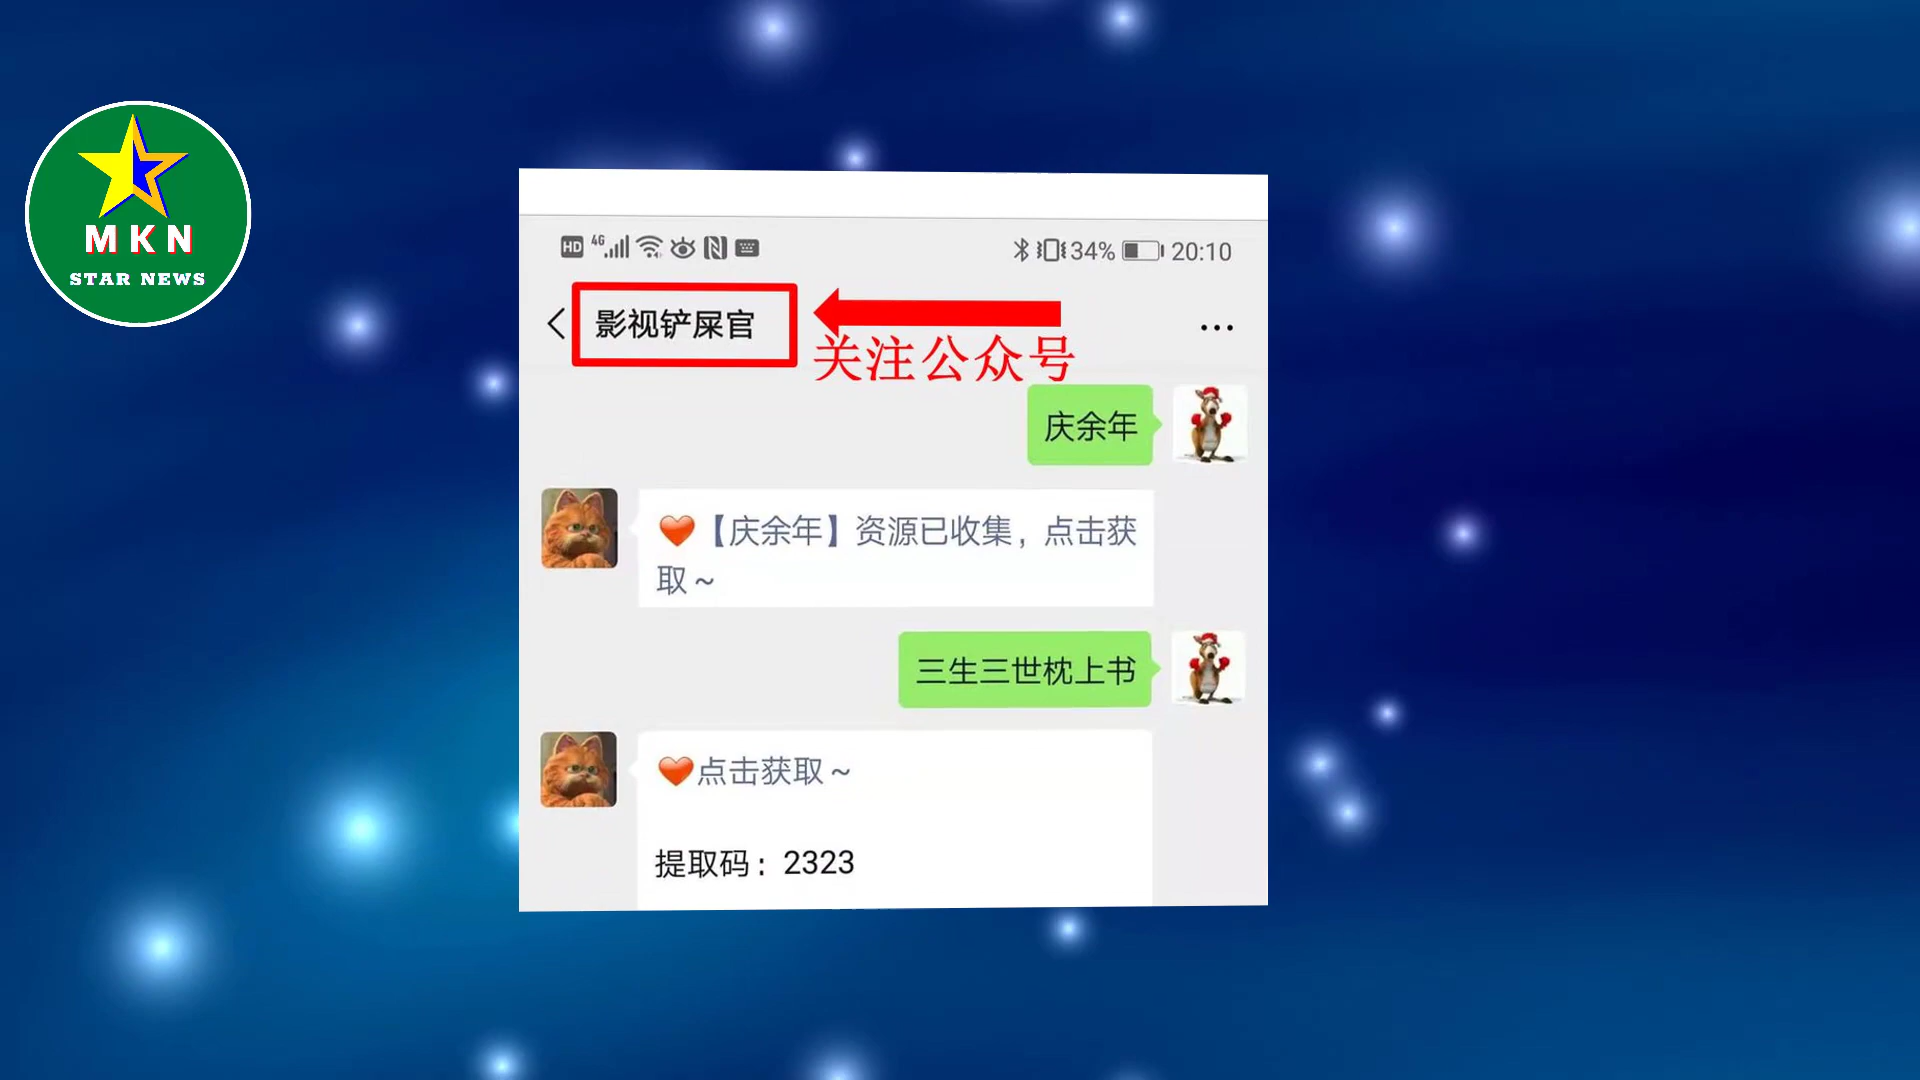 MKN
STAR NEWS
HD 4G 34% 20:10
影视铲屎官
关注公众号
庆余年
【庆余年】资源已收集，点击获
取～
三生三世枕上书
点击获取～
提取码：2323